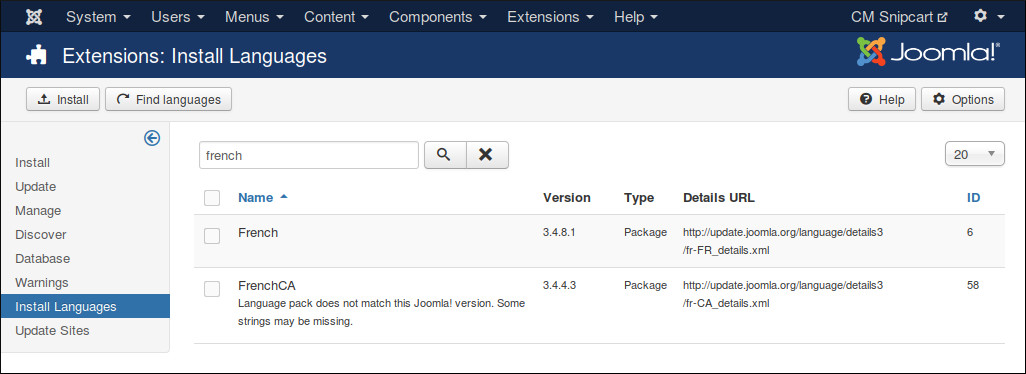 System Users Menus Content Components Extensions Help CM Snipcart
Extensions: Install Languages Joomla!®
Install Find languages Help Options
Install
Update
Manage
Discover
Database
Warnings
Install Languages
Update Sites
french 20
Name Version Type Details URL ID
French 3.4.8.1 Package http://update.joomla.org/language/details3 6
/fr-FR_details.xml
FrenchCA 3.4.4.3 Package http://update.joomla.org/language/details3 58
Language pack does not match this Joomla! version. Some /fr-CA_details.xml
strings may be missing.